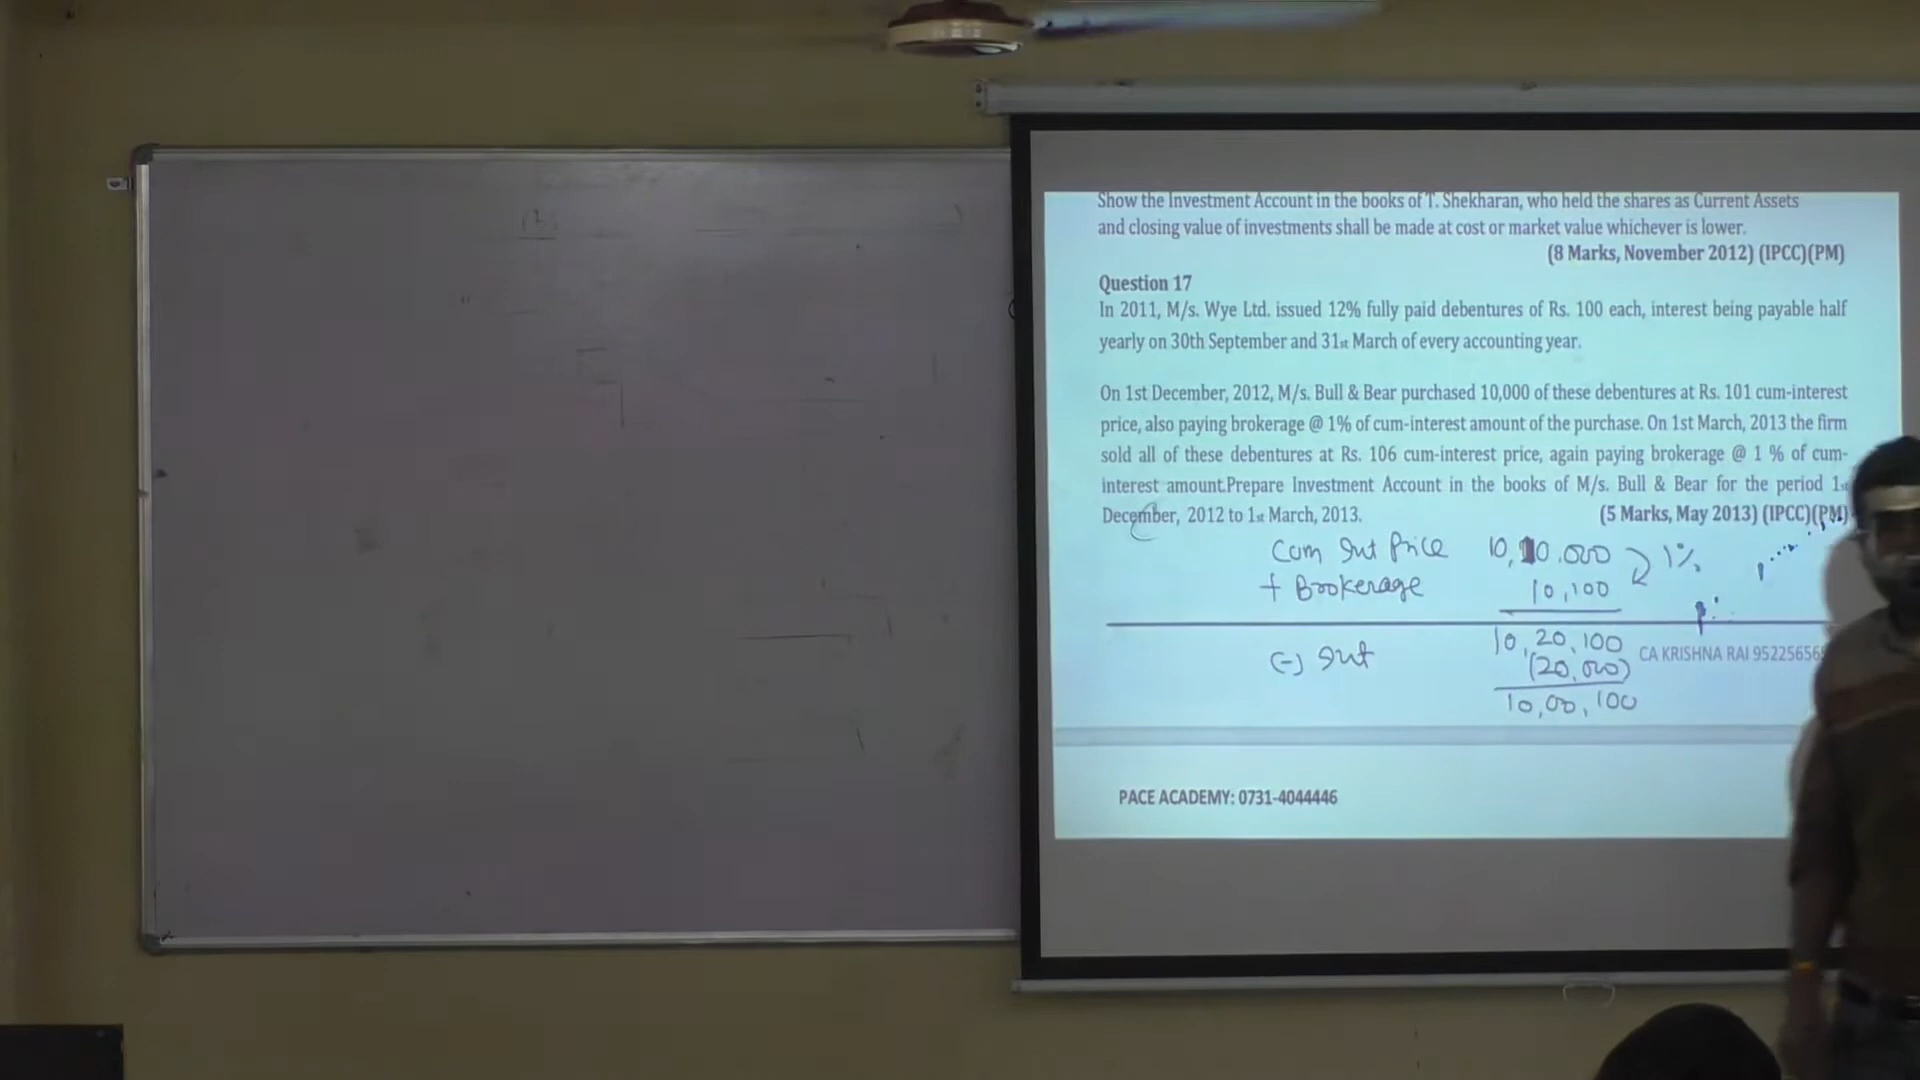 Show the Investment Account in the books of T. Shekharan, who held the shares as Current Assets
and closing value of investments shall be made at cost or market value whichever is lower.
(8 Marks, November 2012) (IPCC)(PM)
Question 17
In 2011, M/s. Wye Ltd. issued 12% fully paid debentures of Rs. 100 each, interest being payable half
yearly on 30th September and 31st March of every accounting year.
On 1st December, 2012, M/s. Bull & Bear purchased 10,000 of these debentures at Rs. 101 cum-interest
price, also paying brokerage @ 1% of cum-interest amount of the purchase. On 1st March, 2013 the firm
sold all of these debentures at Rs. 106 cum-interest price, again paying brokerage @ 1 % of cum-
interest amount.Prepare Investment Account in the books of M/s. Bull & Bear for the period 1st
December, 2012 to 1st March, 2013. (5 Marks, May 2013) (IPCC)(PM)
Cum Int Price 10,10,000 1%
+ Brokerage 10,100
10,20,100
(-) Int (20,000) CA KRISHNA RAI 952256565
10,00,100
PACE ACADEMY: 0731-4044446